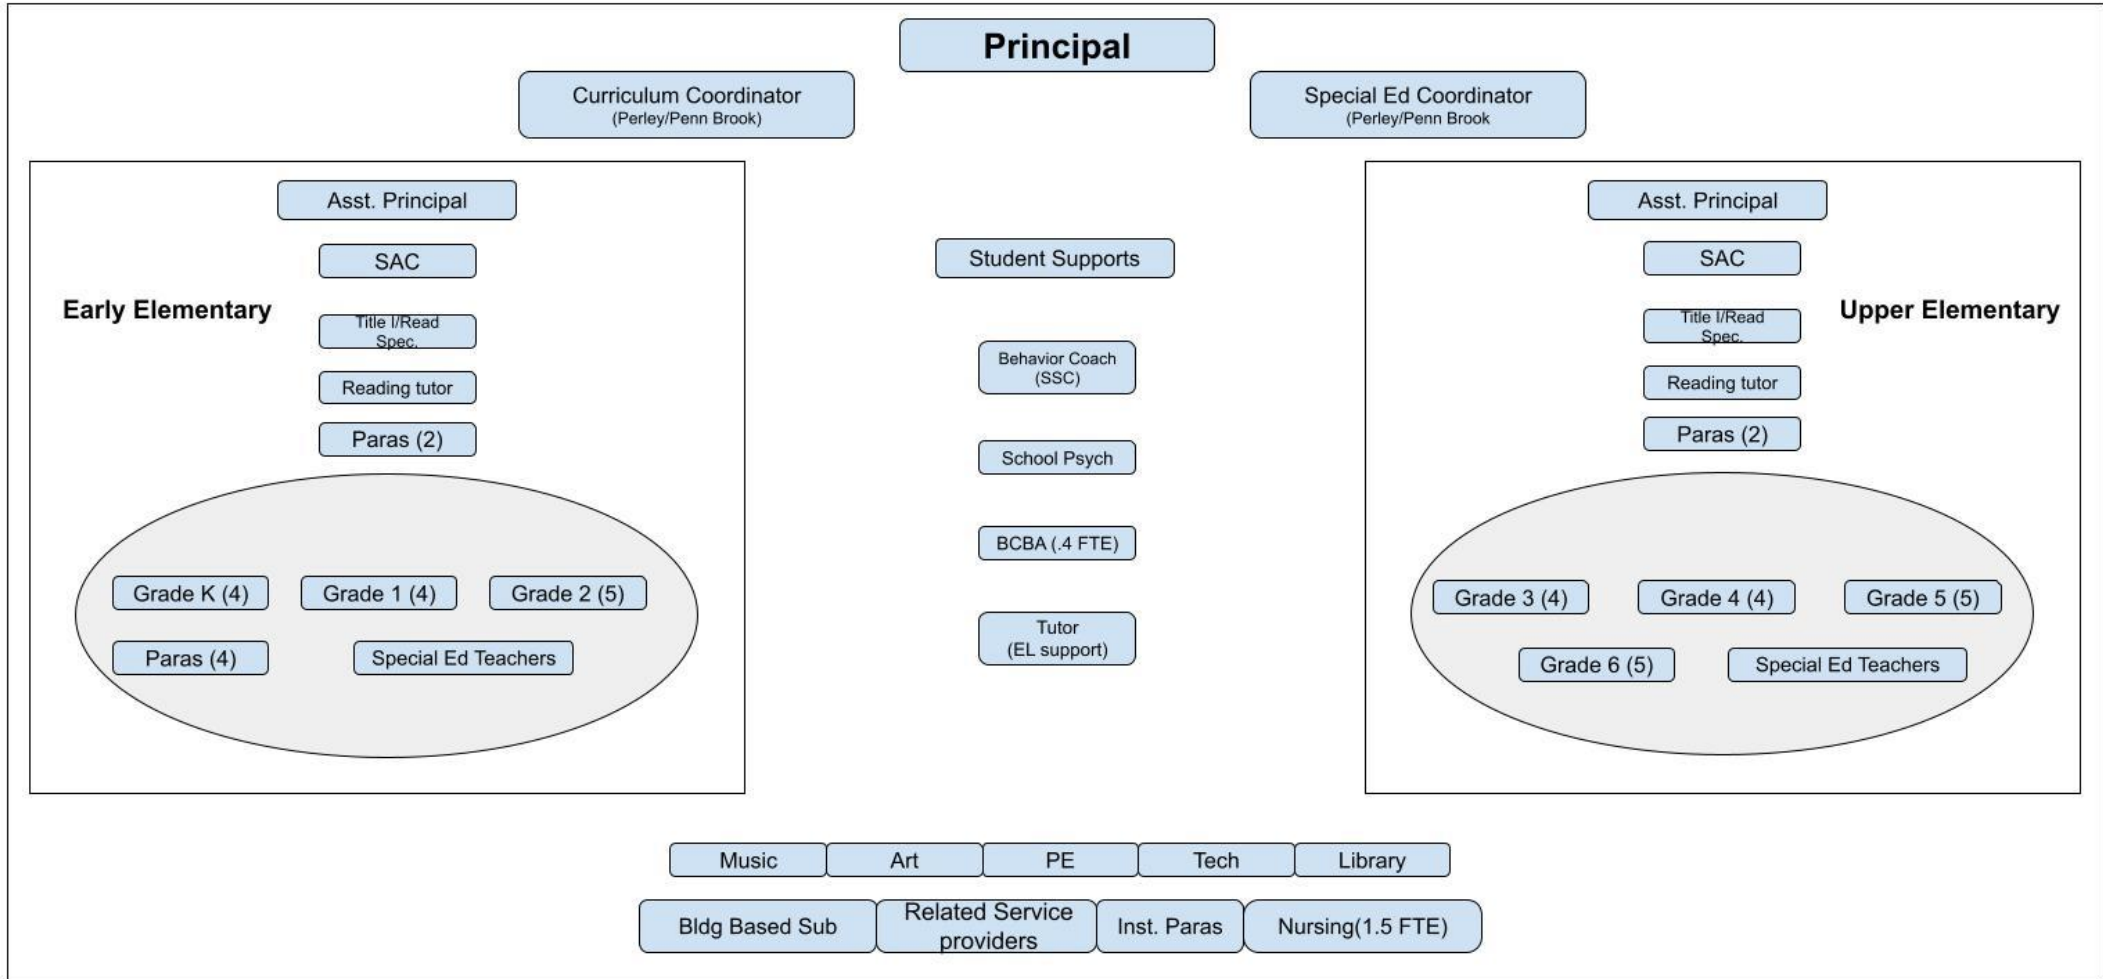 Principal
Curriculum Coordinator
(Perley/Penn Brook)
Special Ed Coordinator
(Perley/Penn Brook
Early Elementary
Asst. Principal
SAC
Title I/Read
Spec.
Reading tutor
Paras (2)
Grade K (4)
Grade 1 (4)
Grade 2 (5)
Paras (4)
Special Ed Teachers
Student Supports
Behavior Coach
(SSC)
School Psych
BCBA (.4 FTE)
Tutor
(EL support)
Upper Elementary
Asst. Principal
SAC
Title I/Read
Spec.
Reading tutor
Paras (2)
Grade 3 (4)
Grade 4 (4)
Grade 5 (5)
Grade 6 (5)
Special Ed Teachers
Music
Art
PE
Tech
Library
Bldg Based Sub
Related Service
providers
Inst. Paras
Nursing(1.5 FTE)